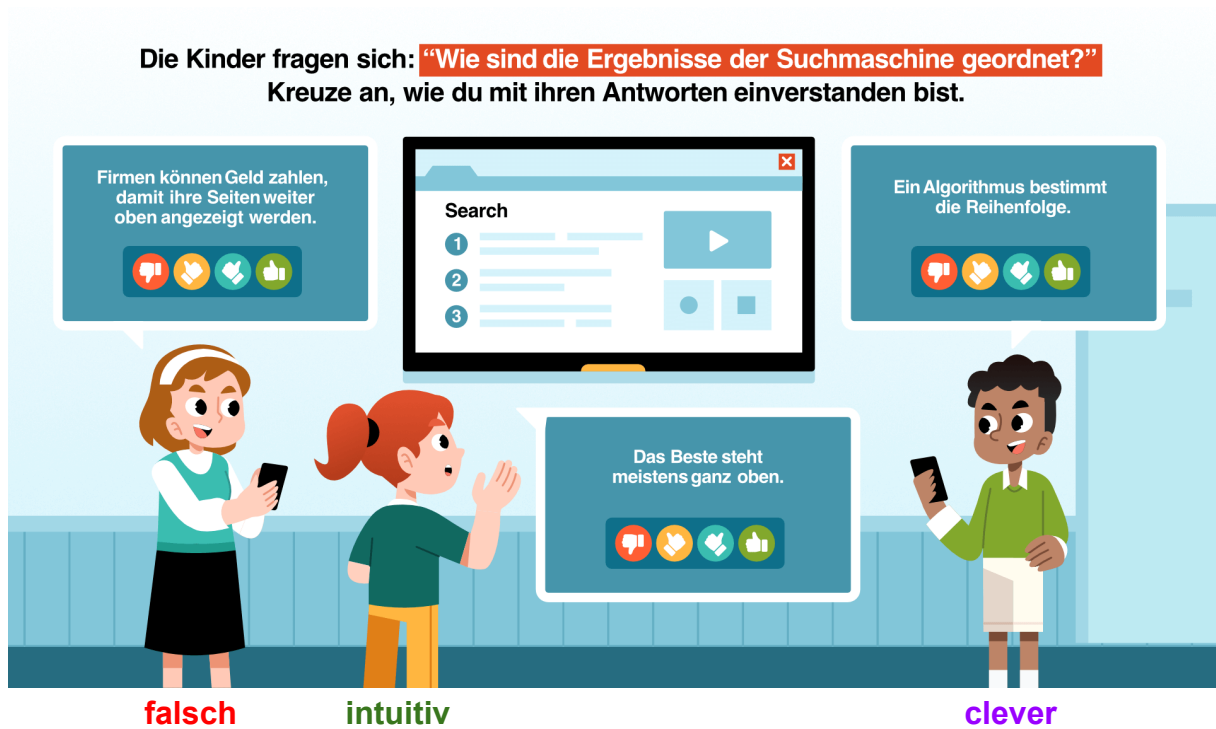 Die Kinder fragen sich: “Wie sind die Ergebnisse der Suchmaschine geordnet?”
Kreuze an, wie du mit ihren Antworten einverstanden bist.
Firmen können Geld zahlen,
damit ihre Seiten weiter
oben angezeigt werden.
Search
1
2
3
Ein Algorithmus bestimmt
die Reihenfolge.
Das Beste steht
meistens ganz oben.
falsch
intuitiv
clever